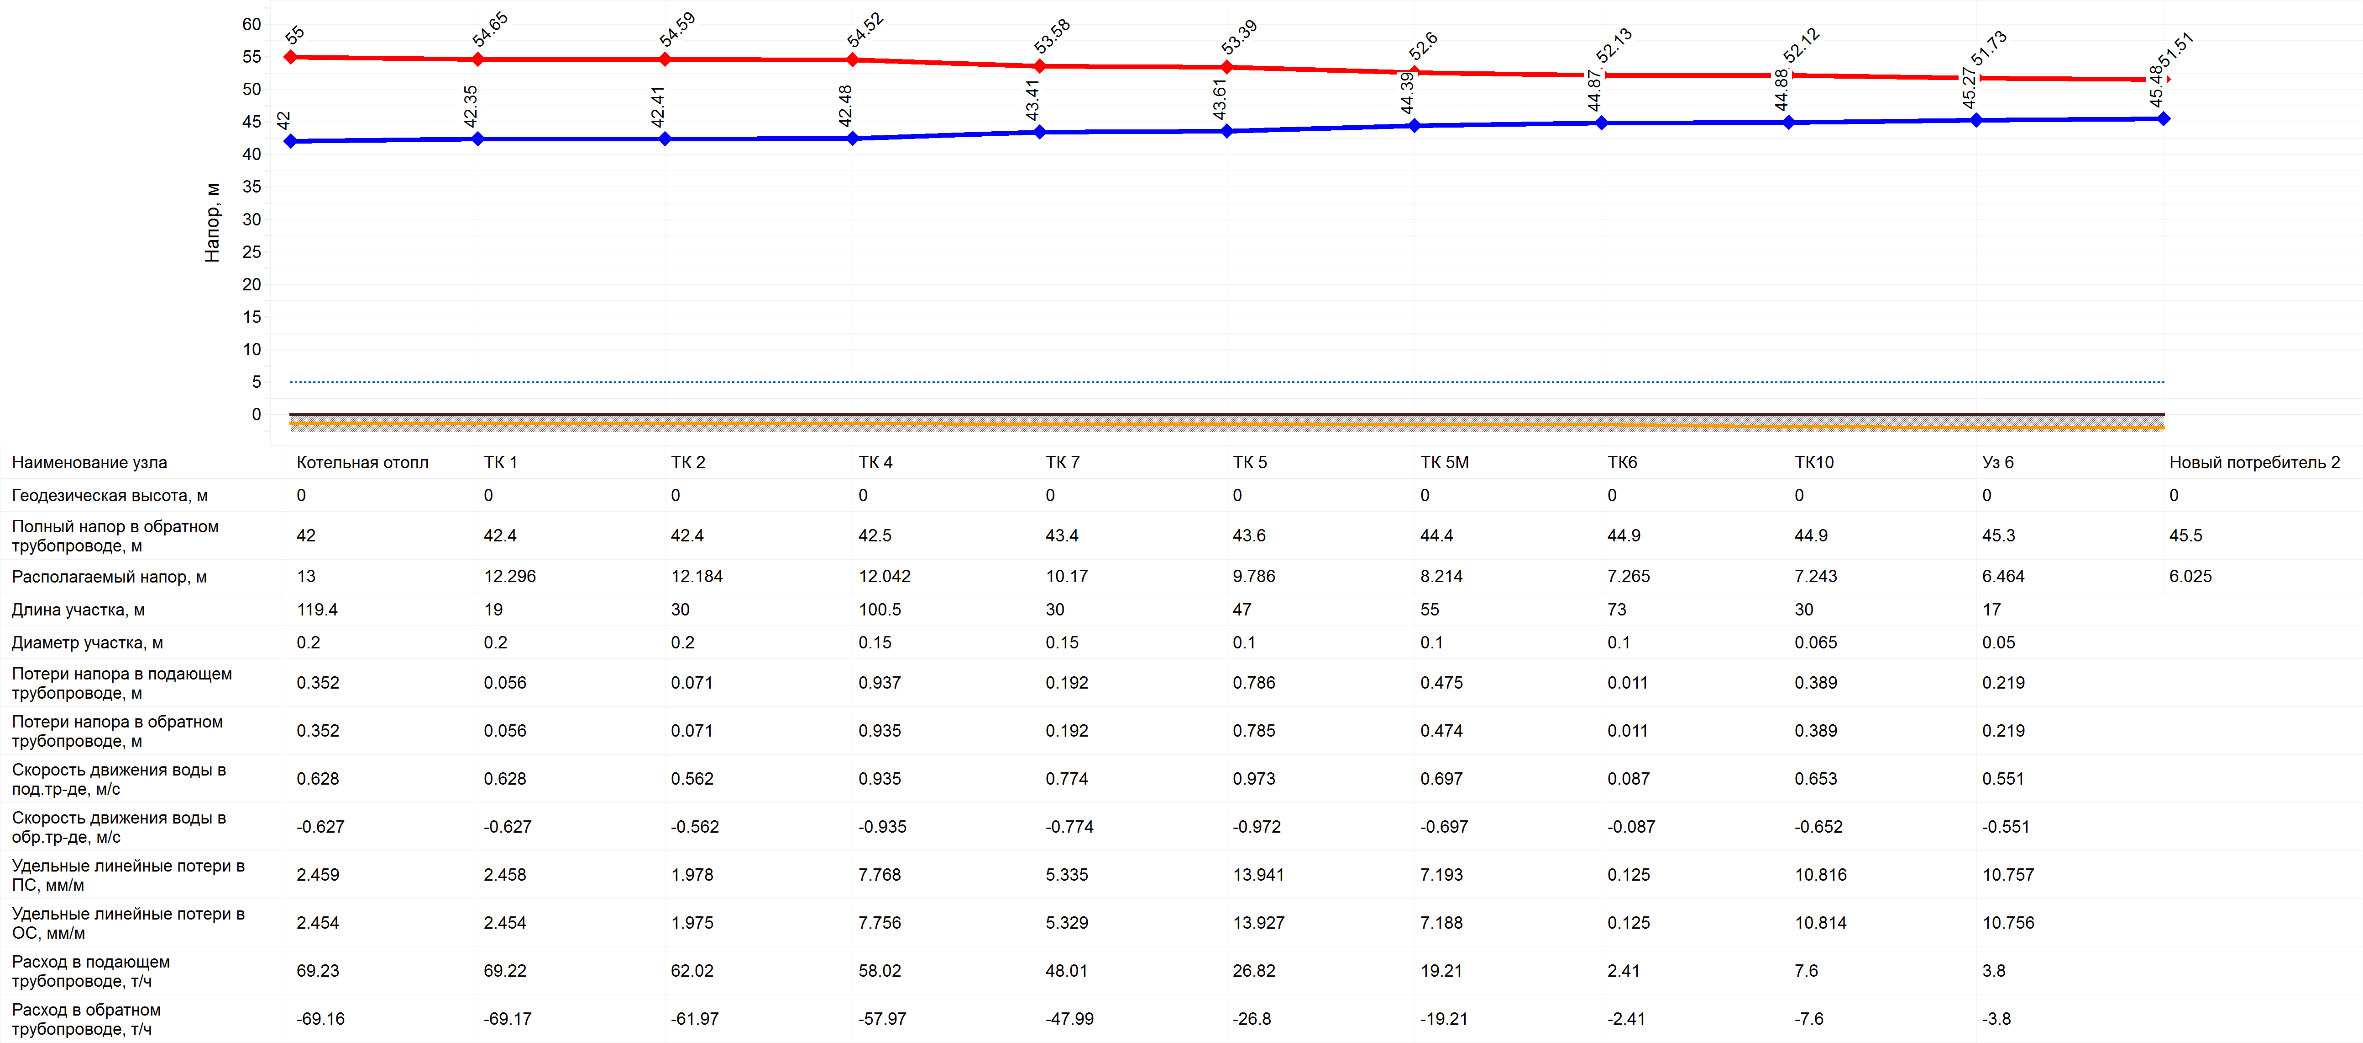 60
55
50
45
40
35
30
25
20
15
10
5
0
Напор, м
55
54.65
54.59
54.52
53.58
53.39
52.6
52.13
52.12
51.73
51.51
42
42.35
42.41
42.48
43.41
43.61
44.39
44.87
44.88
45.27
45.48
Наименование узла Котельная отопл ТК 1 ТК 2 ТК 4 ТК 7 ТК 5 ТК 5М ТК6 ТК10 Уз 6 Новый потребитель 2
Геодезическая высота, м 0 0 0 0 0 0 0 0 0 0 0
Полный напор в обратном
трубопроводе, м 42 42.4 42.4 42.5 43.4 43.6 44.4 44.9 44.9 45.3 45.5
Располагаемый напор, м 13 12.296 12.184 12.042 10.17 9.786 8.214 7.265 7.243 6.464 6.025
Длина участка, м 119.4 19 30 100.5 30 47 55 73 30 17
Диаметр участка, м 0.2 0.2 0.2 0.15 0.15 0.1 0.1 0.1 0.065 0.05
Потери напора в подающем
трубопроводе, м 0.352 0.056 0.071 0.937 0.192 0.786 0.475 0.011 0.389 0.219
Потери напора в обратном
трубопроводе, м 0.352 0.056 0.071 0.935 0.192 0.785 0.474 0.011 0.389 0.219
Скорость движения воды в
под.тр-де, м/с 0.628 0.628 0.562 0.935 0.774 0.973 0.697 0.087 0.653 0.551
Скорость движения воды в
обр.тр-де, м/с -0.627 -0.627 -0.562 -0.935 -0.774 -0.972 -0.697 -0.087 -0.652 -0.551
Удельные линейные потери в
ПС, мм/м 2.459 2.458 1.978 7.768 5.335 13.941 7.193 0.125 10.816 10.757
Удельные линейные потери в
ОС, мм/м 2.454 2.454 1.975 7.756 5.329 13.927 7.188 0.125 10.814 10.756
Расход в подающем
трубопроводе, т/ч 69.23 69.22 62.02 58.02 48.01 26.82 19.21 2.41 7.6 3.8
Расход в обратном
трубопроводе, т/ч -69.16 -69.17 -61.97 -57.97 -47.99 -26.8 -19.21 -2.41 -7.6 -3.8